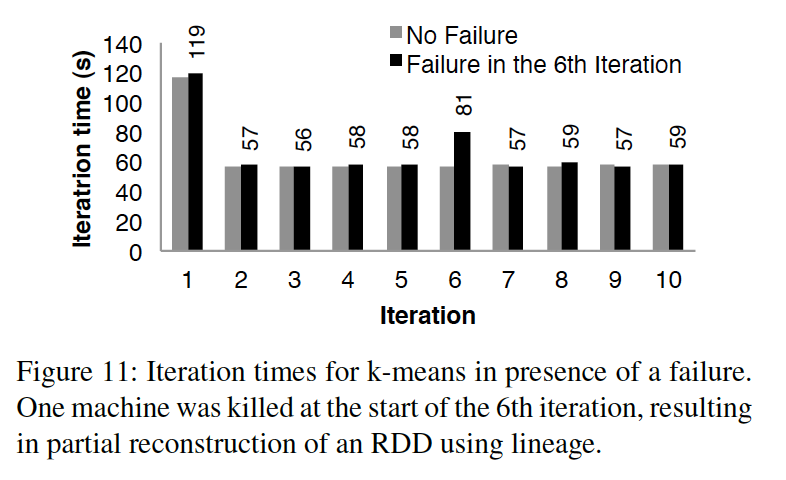 No Failure
Failure in the 6th Iteration
Iteratrion time (s)
140
120
100
80
60
40
20
0
119
57
56
58
58
81
57
59
57
59
1 2 3 4 5 6 7 8 9 10
Iteration
Figure 11: Iteration times for k-means in presence of a failure.
One machine was killed at the start of the 6th iteration, resulting
in partial reconstruction of an RDD using lineage.